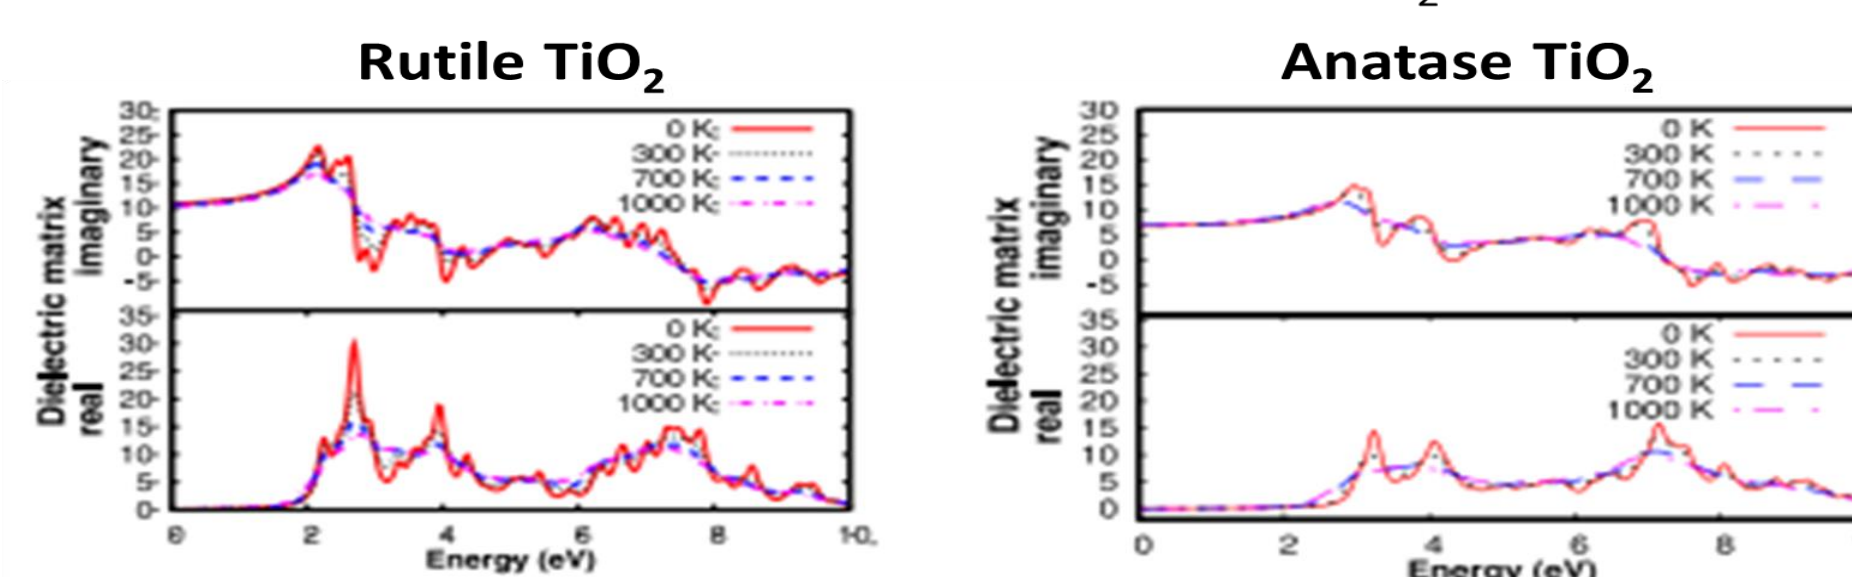 2
Rutile TiO2
Anatase TiO2
Dielectric matrix
imaginary
real
30
25
20
15
10
5
0
-5
0 K
300 K
700 K
1000 K
35
30
25
20
15
10
5
0
0 K
300 K
700 K
1000 K
0 2 4 6 8 10
Energy (eV)
Dielectric matrix
imaginary
real
30
25
20
15
10
5
0
-5
0 K
300 K
700 K
1000 K
35
30
25
20
15
10
5
0
0 K
300 K
700 K
1000 K
0 2 4 6 8
Energy (eV)